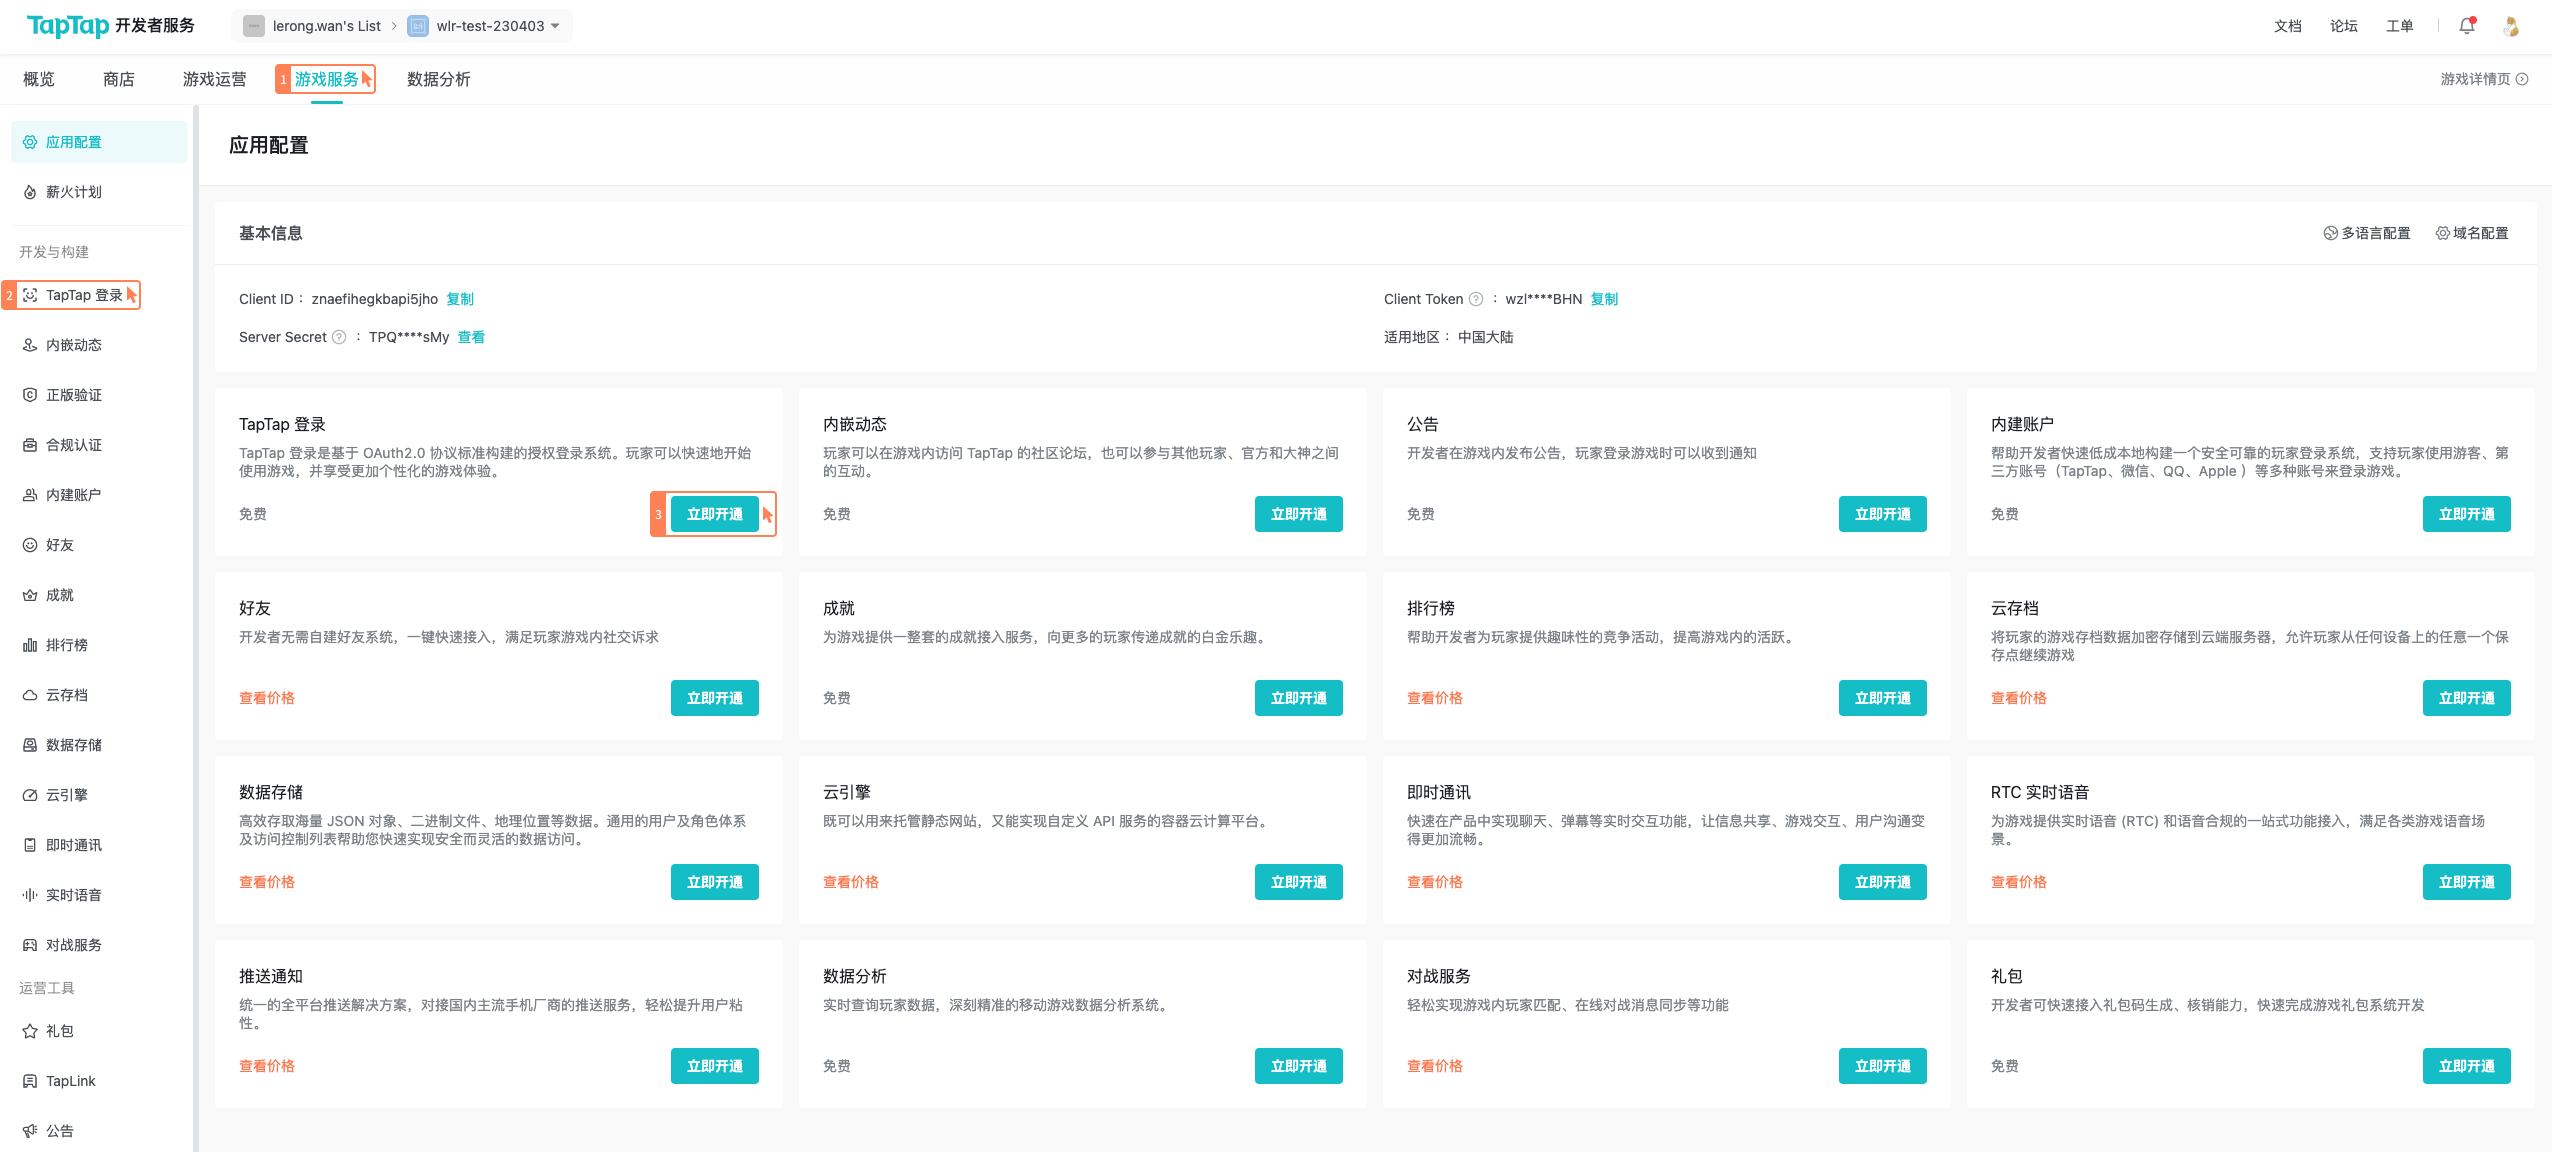 TapTap 开发者服务
lerong.wan's List
wlr-test-230403
文档
论坛
工单
概览
商店
游戏运营
1
游戏服务
数据分析
游戏详情页
应用配置
薪火计划
开发与构建
2
TapTap 登录
内嵌动态
正版验证
合规认证
内建账户
好友
成就
排行榜
云存档
数据存储
云引擎
即时通讯
实时语音
对战服务
运营工具
礼包
TapLink
公告
应用配置
基本信息
多语言配置
域名配置
Client ID： znaefihegkbapi5jho 复制
Client Token ?： wzl****BHN 复制
Server Secret ?： TPQ****sMy 查看
适用地区： 中国大陆
TapTap 登录
TapTap 登录是基于 OAuth2.0 协议标准构建的授权登录系统。玩家可以快速地开始
使用游戏，并享受更加个性化的游戏体验。
免费
3
立即开通
内嵌动态
玩家可以在游戏内访问 TapTap 的社区论坛，也可以参与其他玩家、官方和大神之间
的互动。
免费
立即开通
公告
开发者在游戏内发布公告，玩家登录游戏时可以收到通知
免费
立即开通
内建账户
帮助开发者快速低成本地构建一个安全可靠的玩家登录系统，支持玩家使用游客、第
三方账号（TapTap、微信、QQ、Apple ）等多种账号来登录游戏。
免费
立即开通
好友
开发者无需自建好友系统，一键快速接入，满足玩家游戏内社交诉求
查看价格
立即开通
成就
为游戏提供一整套的成就接入服务，向更多的玩家传递成就的白金乐趣。
免费
立即开通
排行榜
帮助开发者为玩家提供趣味性的竞争活动，提高游戏内的活跃。
查看价格
立即开通
云存档
将玩家的游戏存档数据加密存储到云端服务器，允许玩家从任何设备上的任意一个保
存点继续游戏
查看价格
立即开通
数据存储
高效存取海量 JSON 对象、二进制文件、地理位置等数据。通用的用户及角色体系
及访问控制列表帮助您快速实现安全而灵活的数据访问。
查看价格
立即开通
云引擎
既可以用来托管静态网站，又能实现自定义 API 服务的容器云计算平台。
查看价格
立即开通
即时通讯
快速在产品中实现聊天、弹幕等实时交互功能，让信息共享、游戏交互、用户沟通变
得更加流畅。
查看价格
立即开通
RTC 实时语音
为游戏提供实时语音 (RTC) 和语音合规的一站式功能接入，满足各类游戏语音场
景。
查看价格
立即开通
推送通知
统一的全平台推送解决方案，对接国内主流手机厂商的推送服务，轻松提升用户粘
性。
查看价格
立即开通
数据分析
实时查询玩家数据，深刻精准的移动游戏数据分析系统。
免费
立即开通
对战服务
轻松实现游戏内玩家匹配、在线对战消息同步等功能
查看价格
立即开通
礼包
开发者可快速接入礼包码生成、核销能力，快速完成游戏礼包系统开发
免费
立即开通